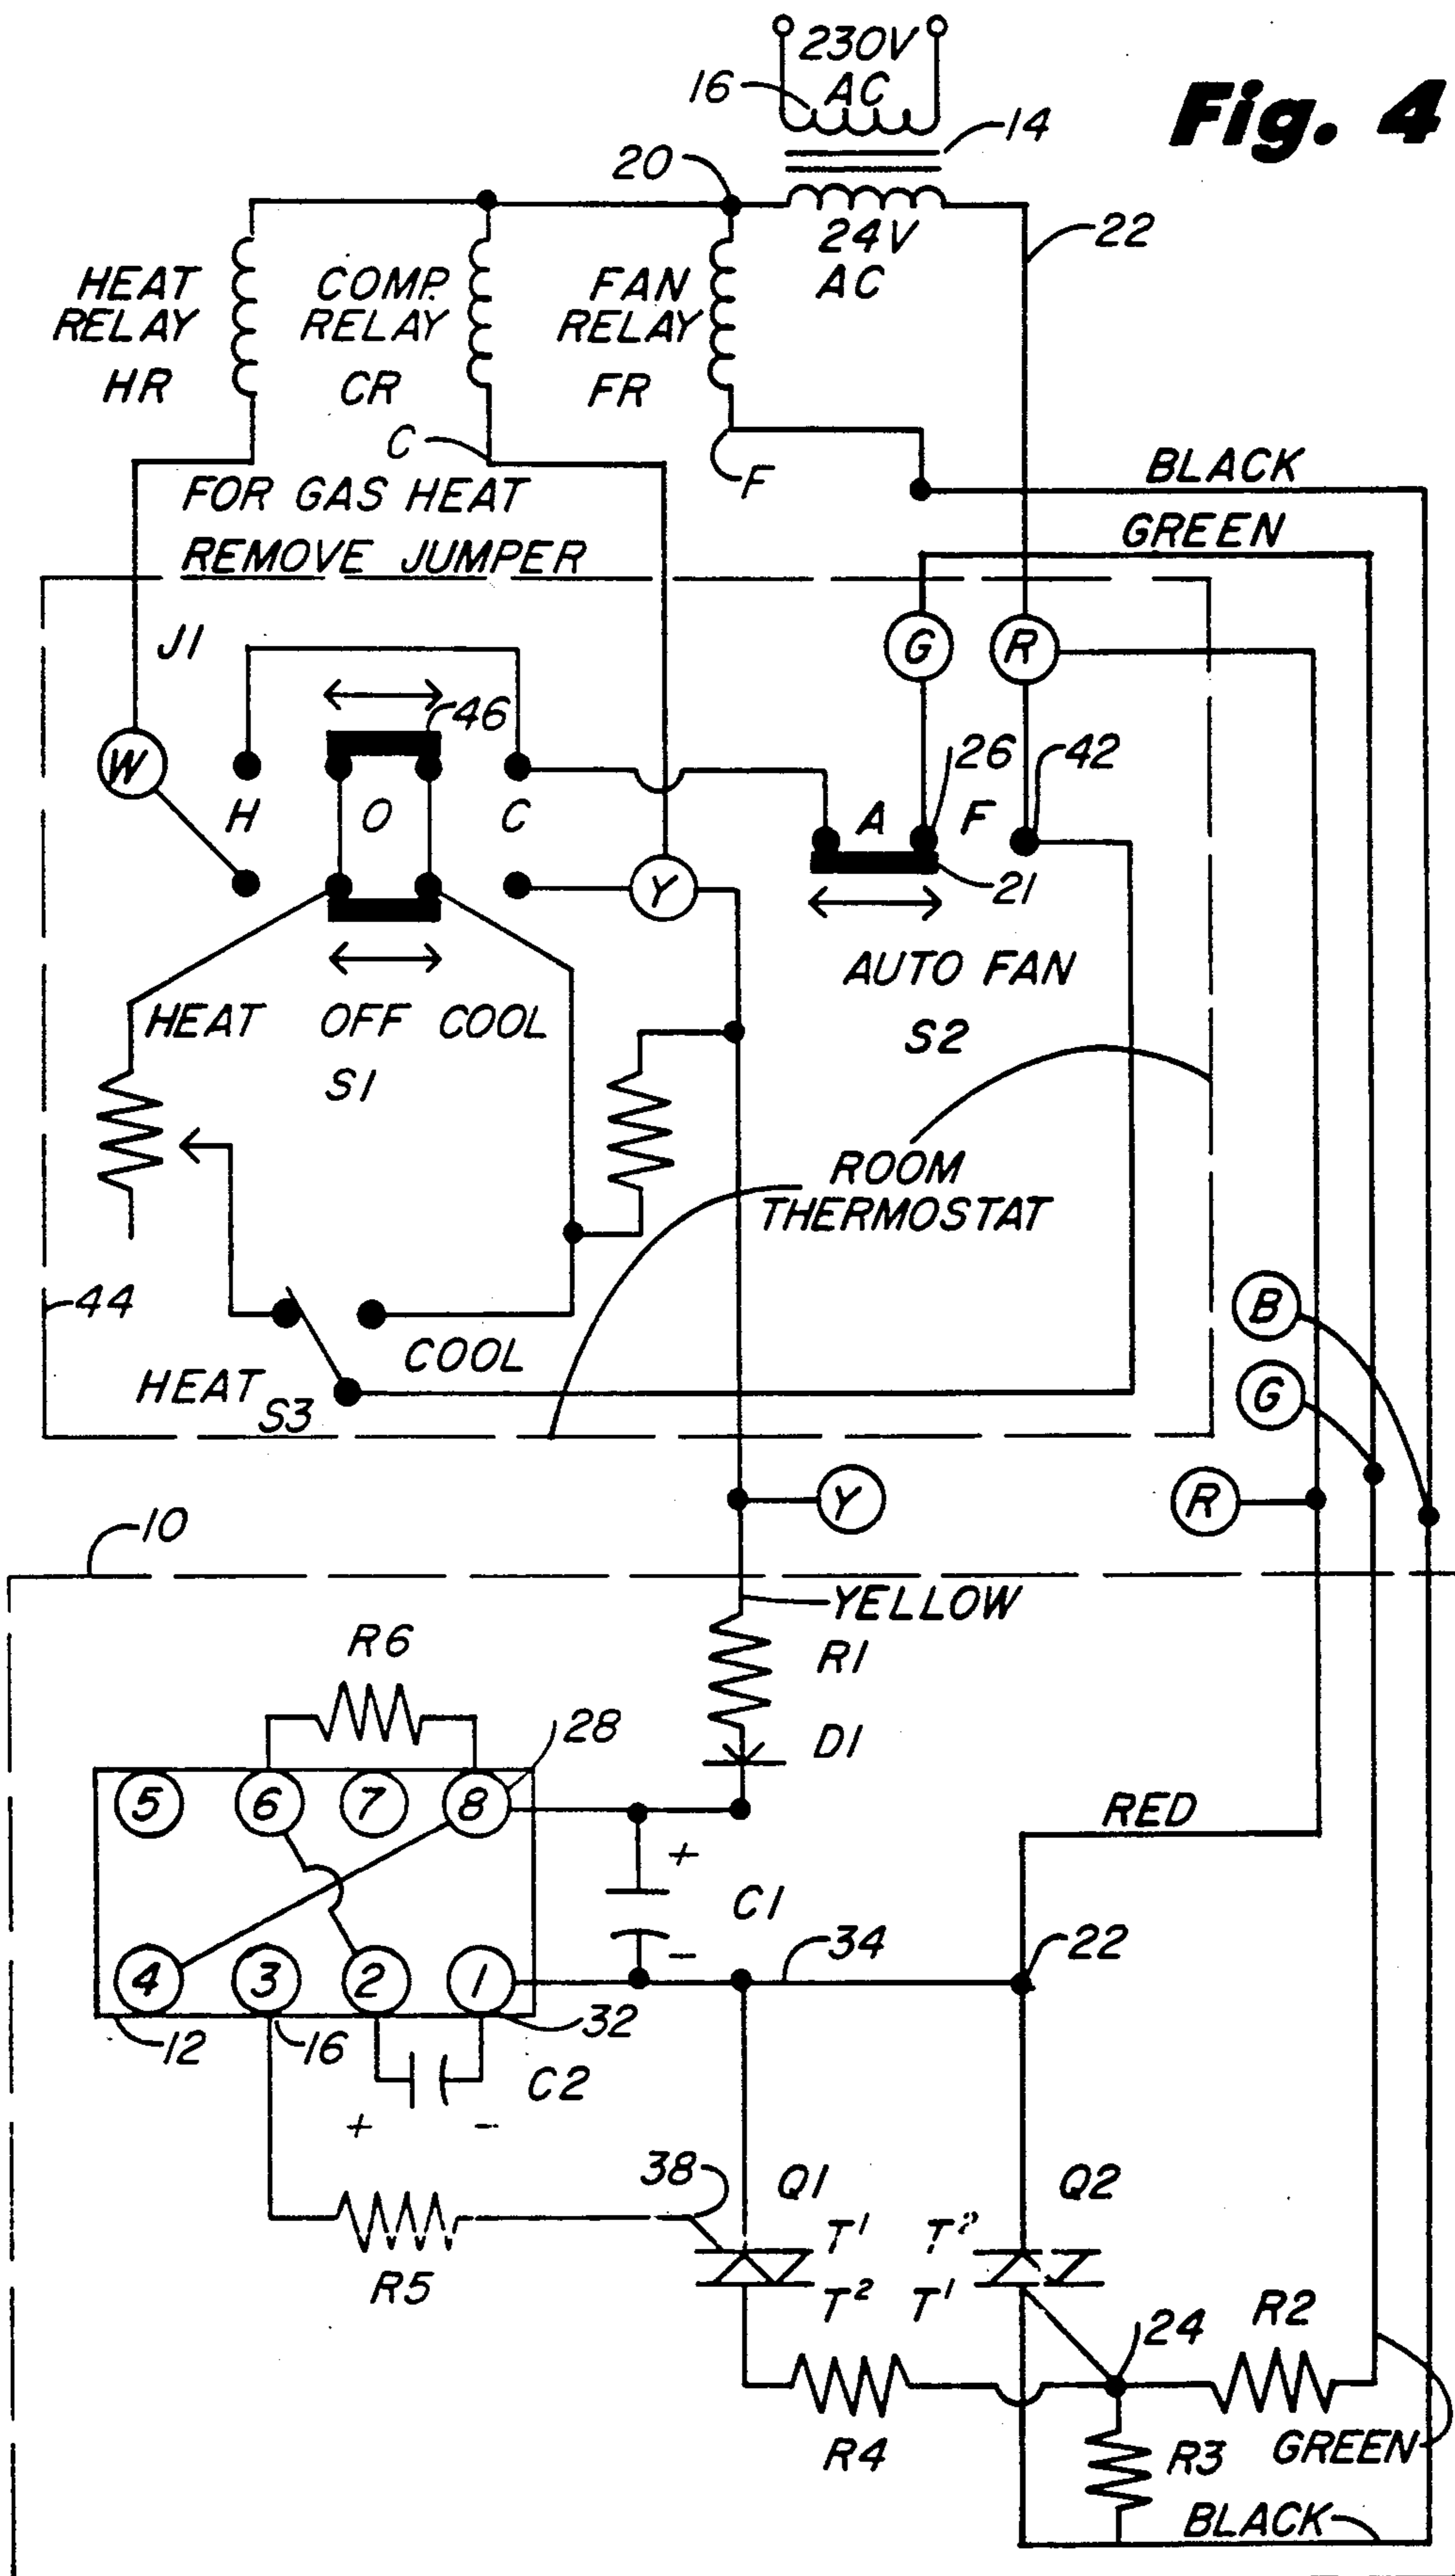 Fig. 4
230V
AC
16
14
20
24V
AC
22
HEAT
RELAY
HR
COMP.
RELAY
CR
FAN
RELAY
FR
C
F
BLACK
GREEN
FOR GAS HEAT
REMOVE JUMPER
J1
G
R
46
W
H
O
C
A
26
F
42
Y
21
AUTO FAN
S2
HEAT OFF COOL
S1
ROOM
THERMOSTAT
44
B
COOL
HEAT
S3
G
Y
R
10
YELLOW
R6
R1
28
D1
5 6 7 8
RED
+
C1
34
22
-
4 3 2 1
12
16
32
C2
+ -
38
Q1
Q2
T1
T2
R5
T2
T1
R2
24
R4
R3
GREEN
BLACK